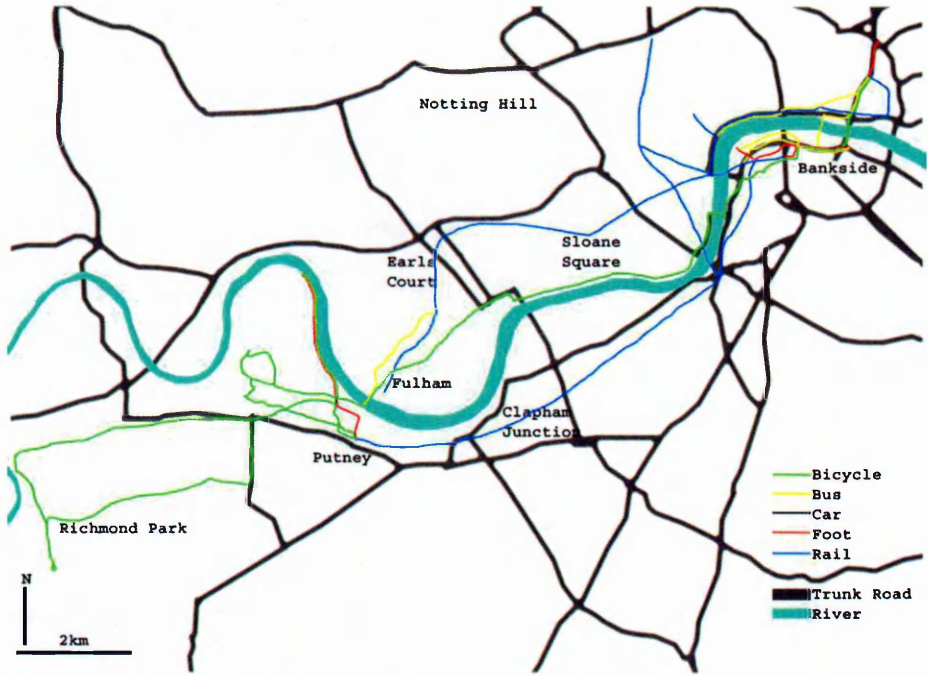 Notting Hill
Bankside
Sloane
Square
Earls
Court
Fulham
Clapham
Junction
Putney
Richmond Park
N
2km
Bicycle
Bus
Car
Foot
Rail
Trunk Road
River